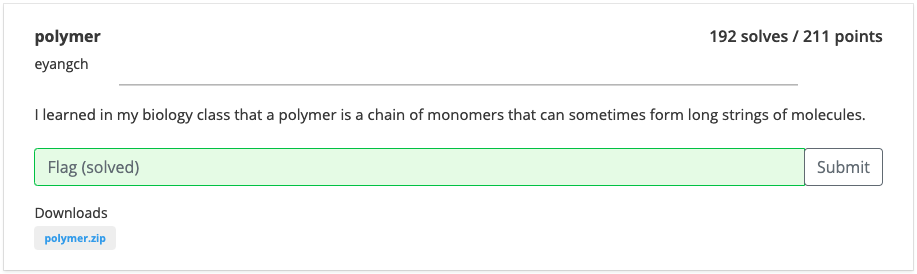 polymer
192 solves / 211 points
eyangch
I learned in my biology class that a polymer is a chain of monomers that can sometimes form long strings of molecules.
Flag (solved)
Submit
Downloads
polymer.zip